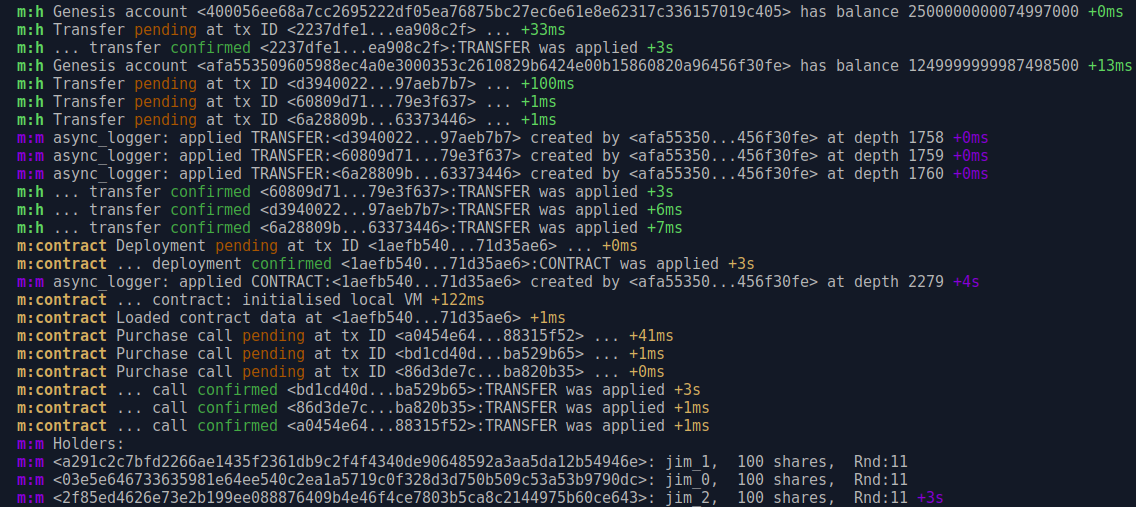 m:h Genesis account <400056ee68a7cc2695222df05ea76875bc27ec6e61e8e62317c336157019c405> has balance 2500000000074997000 +0ms
m:h Transfer pending at tx ID <2237dfe1...ea908c2f> ... +33ms
m:h ... transfer confirmed <2237dfe1...ea908c2f>:TRANSFER was applied +3s
m:h Genesis account <afa553509605988ec4a0e3000353c2610829b6424e00b15860820a96456f30fe> has balance 1249999999987498500 +13ms
m:h Transfer pending at tx ID <d3940022...97aeb7b7> ... +100ms
m:h Transfer pending at tx ID <60809d71...79e3f637> ... +1ms
m:h Transfer pending at tx ID <6a28809b...63373446> ... +1ms
m:m async_logger: applied TRANSFER:<d3940022...97aeb7b7> created by <afa55350...456f30fe> at depth 1758 +0ms
m:m async_logger: applied TRANSFER:<60809d71...79e3f637> created by <afa55350...456f30fe> at depth 1759 +0ms
m:m async_logger: applied TRANSFER:<6a28809b...63373446> created by <afa55350...456f30fe> at depth 1760 +0ms
m:h ... transfer confirmed <60809d71...79e3f637>:TRANSFER was applied +3s
m:h ... transfer confirmed <d3940022...97aeb7b7>:TRANSFER was applied +6ms
m:h ... transfer confirmed <6a28809b...63373446>:TRANSFER was applied +7ms
m:contract Deployment pending at tx ID <1aefb540...71d35ae6> ... +0ms
m:contract ... deployment confirmed <1aefb540...71d35ae6>:CONTRACT was applied +3s
m:m async_logger: applied CONTRACT:<1aefb540...71d35ae6> created by <afa55350...456f30fe> at depth 2279 +4s
m:contract ... contract: initialised local VM +122ms
m:contract Loaded contract data at <1aefb540...71d35ae6> +1ms
m:contract Purchase call pending at tx ID <a0454e64...88315f52> ... +41ms
m:contract Purchase call pending at tx ID <bd1cd40d...ba529b65> ... +1ms
m:contract Purchase call pending at tx ID <86d3de7c...ba820b35> ... +0ms
m:contract ... call confirmed <bd1cd40d...ba529b65>:TRANSFER was applied +3s
m:contract ... call confirmed <86d3de7c...ba820b35>:TRANSFER was applied +1ms
m:contract ... call confirmed <a0454e64...88315f52>:TRANSFER was applied +1ms
m:m Holders:
m:m <a291c2c7bfd2266ae1435f2361db9c2f4f4340de90648592a3aa5da12b54946e>: jim_1,  100 shares,  Rnd:11
m:m <03e5e646733635981e64ee540c2ea1a5719c0f328d3d750b509c53a53b9790dc>: jim_0,  100 shares,  Rnd:11
m:m <2f85ed4626e73e2b199ee088876409b4e46f4ce7803b5ca8c2144975b60ce643>: jim_2,  100 shares,  Rnd:11 +3s